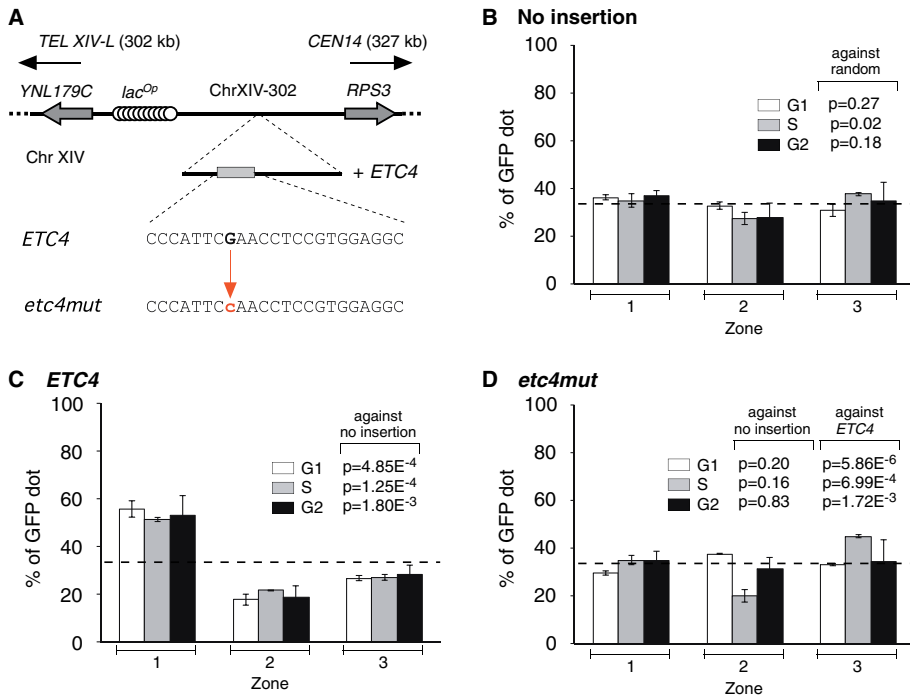 A
TEL XIV-L (302 kb)
CEN14 (327 kb)
YNL179C
lacOp
ChrXIV-302
RPS3
Chr XIV
+ ETC4
ETC4
CCCATTCGAACCTCCGTGGAGGC
etc4mut
CCCATTCcAACCTCCGTGGAGGC
B No insertion
100
80
60
40
20
0
% of GFP dot
against
random
G1 p=0.27
S p=0.02
G2 p=0.18
1 2 3
Zone
C ETC4
100
80
60
40
20
0
% of GFP dot
against
no insertion
G1 p=4.85E-4
S p=1.25E-4
G2 p=1.80E-3
1 2 3
Zone
D etc4mut
100
80
60
40
20
0
% of GFP dot
against against
no insertion ETC4
G1 p=0.20 p=5.86E-6
S p=0.16 p=6.99E-4
G2 p=0.83 p=1.72E-3
1 2 3
Zone